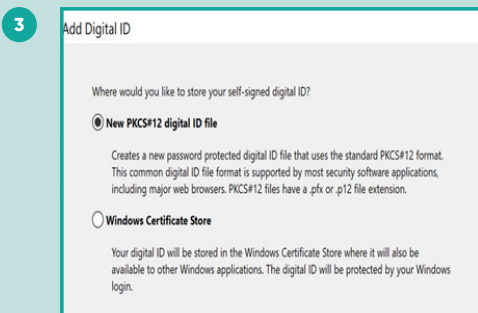 3
Add Digital ID
Where would you like to store your self-signed digital ID?
New PKCS#12 digital ID file
Creates a new password protected digital ID file that uses the standard PKCS#12 format.
This common digital ID file format is supported by most security software applications,
including major web browsers. PKCS#12 files have a .pfx or .p12 file extension.
Windows Certificate Store
Your digital ID will be stored in the Windows Certificate Store where it will also be
available to other Windows applications. The digital ID will be protected by your Windows
login.